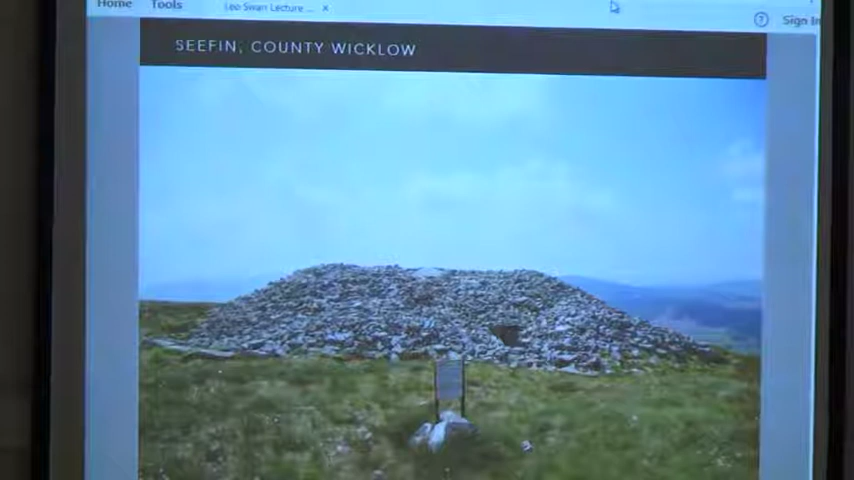 Home Tools Leo Swan Lecture ... × ? Sign In
SEEFIN, COUNTY WICKLOW